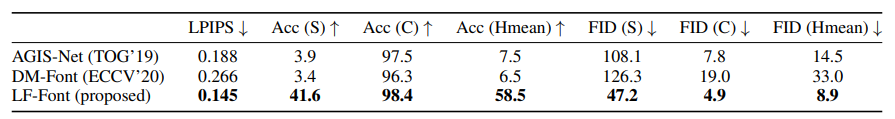 LPIPS ↓ Acc (S) ↑ Acc (C) ↑ Acc (Hmean) ↑ FID (S) ↓ FID (C) ↓ FID (Hmean) ↓
AGIS-Net (TOG'19) 0.188 3.9 97.5 7.5 108.1 7.8 14.5
DM-Font (ECCV'20) 0.266 3.4 96.3 6.5 126.3 19.0 33.0
LF-Font (proposed) 0.145 41.6 98.4 58.5 47.2 4.9 8.9